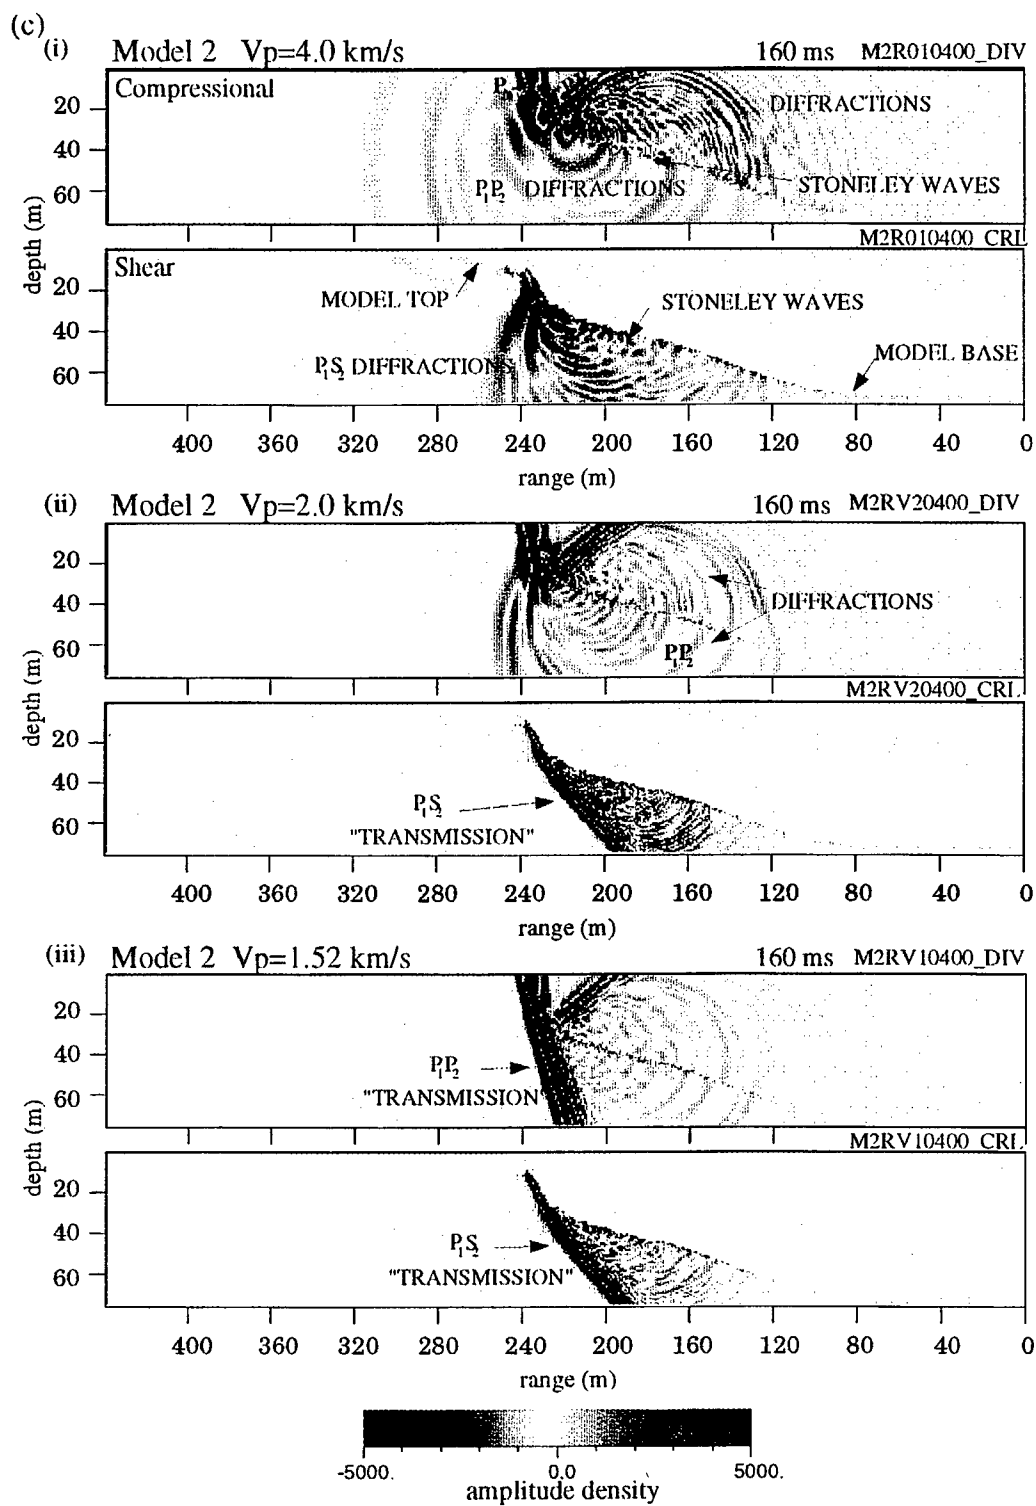 (c)
(i) Model 2 Vp=4.0 km/s 160 ms M2R010400_DIV
Compressional
DIFFRACTIONS
P₁P₂ DIFFRACTIONS
STONELEY WAVES
20
40
60
M2R010400_CRL
Shear
MODEL TOP
STONELEY WAVES
P₁S₂ DIFFRACTIONS
MODEL BASE
20
40
60
depth (m)
400 360 320 280 240 200 160 120 80 40 0
range (m)
(ii) Model 2 Vp=2.0 km/s 160 ms M2RV20400_DIV
20
40
60
DIFFRACTIONS
P₁P₂
M2RV20400_CRL
20
40
60
P₁S₂
"TRANSMISSION"
depth (m)
400 360 320 280 240 200 160 120 80 40 0
range (m)
(iii) Model 2 Vp=1.52 km/s 160 ms M2RV10400_DIV
20
40
60
P₁P₂
"TRANSMISSION"
M2RV10400_CRL
20
40
60
P₁S₂
"TRANSMISSION"
depth (m)
400 360 320 280 240 200 160 120 80 40 0
range (m)
-5000. 0.0 5000.
amplitude density